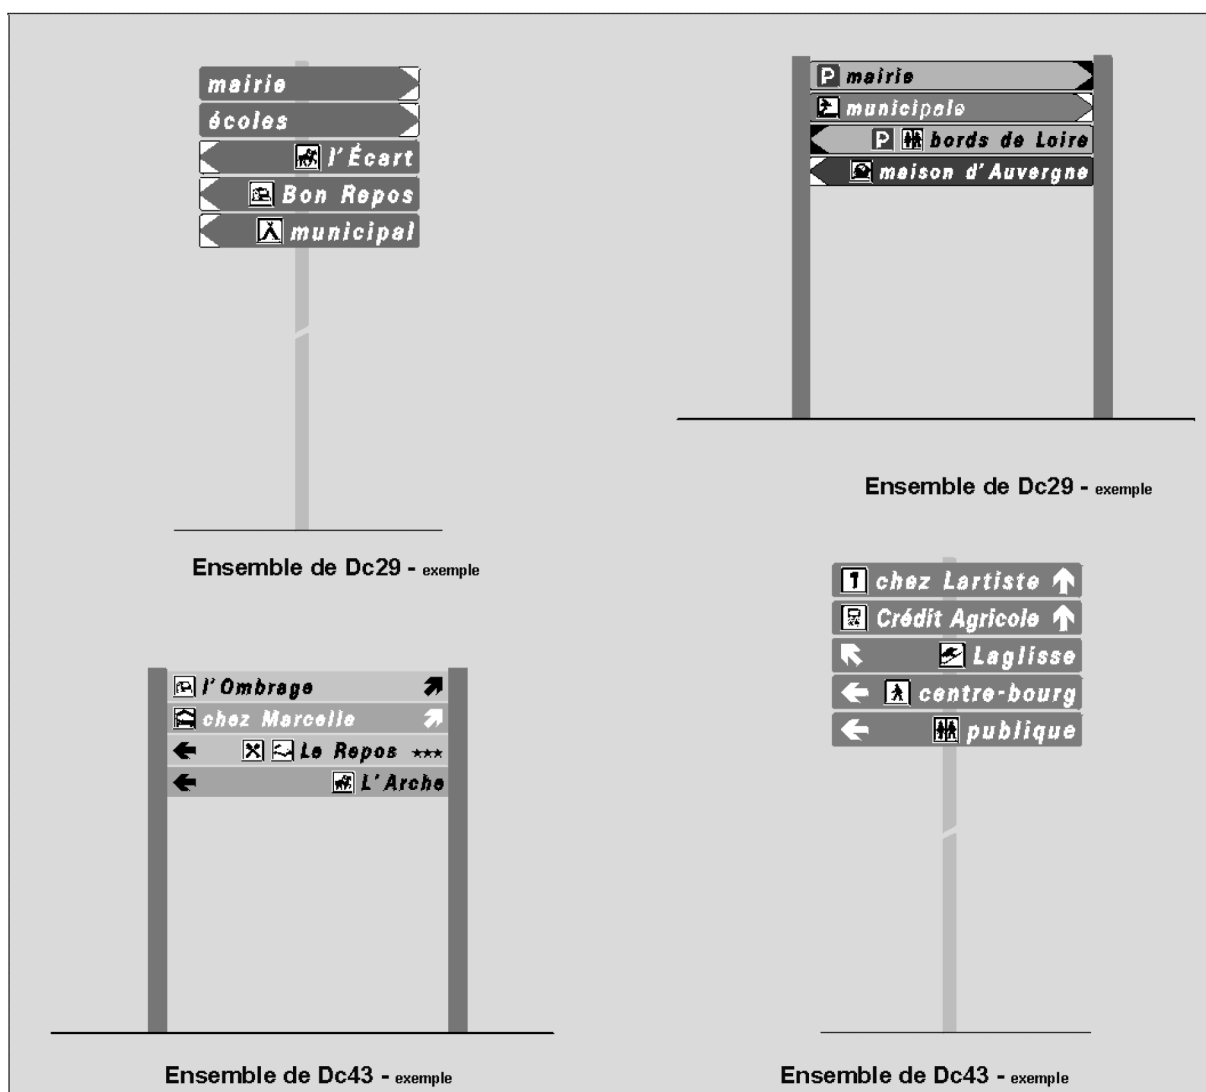 mairie
écoles
l'Écart
Bon Repos
municipal
Ensemble de Dc29 - exemple
P mairie
municipale
P bords de Loire
maison d'Auvergne
Ensemble de Dc29 - exemple
l'Ombrage
chez Marcelle
Le Repos ★★★
L'Arche
Ensemble de Dc43 - exemple
chez Lartiste
Crédit Agricole
Laglisse
centre-bourg
publique
Ensemble de Dc43 - exemple